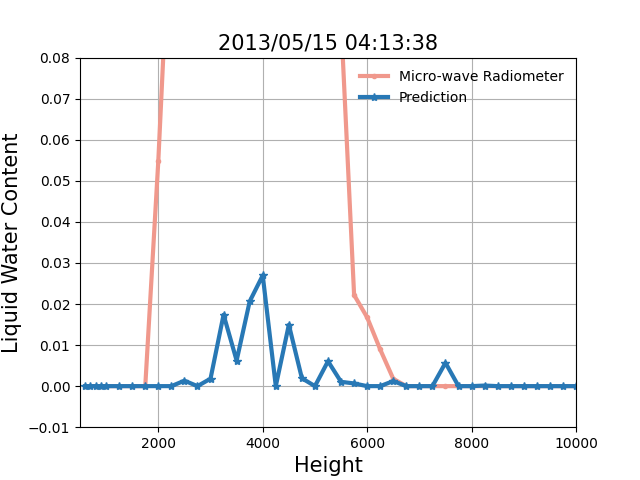 2013/05/15 04:13:38
Liquid Water Content
0.08
0.07
0.06
0.05
0.04
0.03
0.02
0.01
0.00
−0.01
Micro-wave Radiometer
Prediction
2000 4000 6000 8000 10000
Height